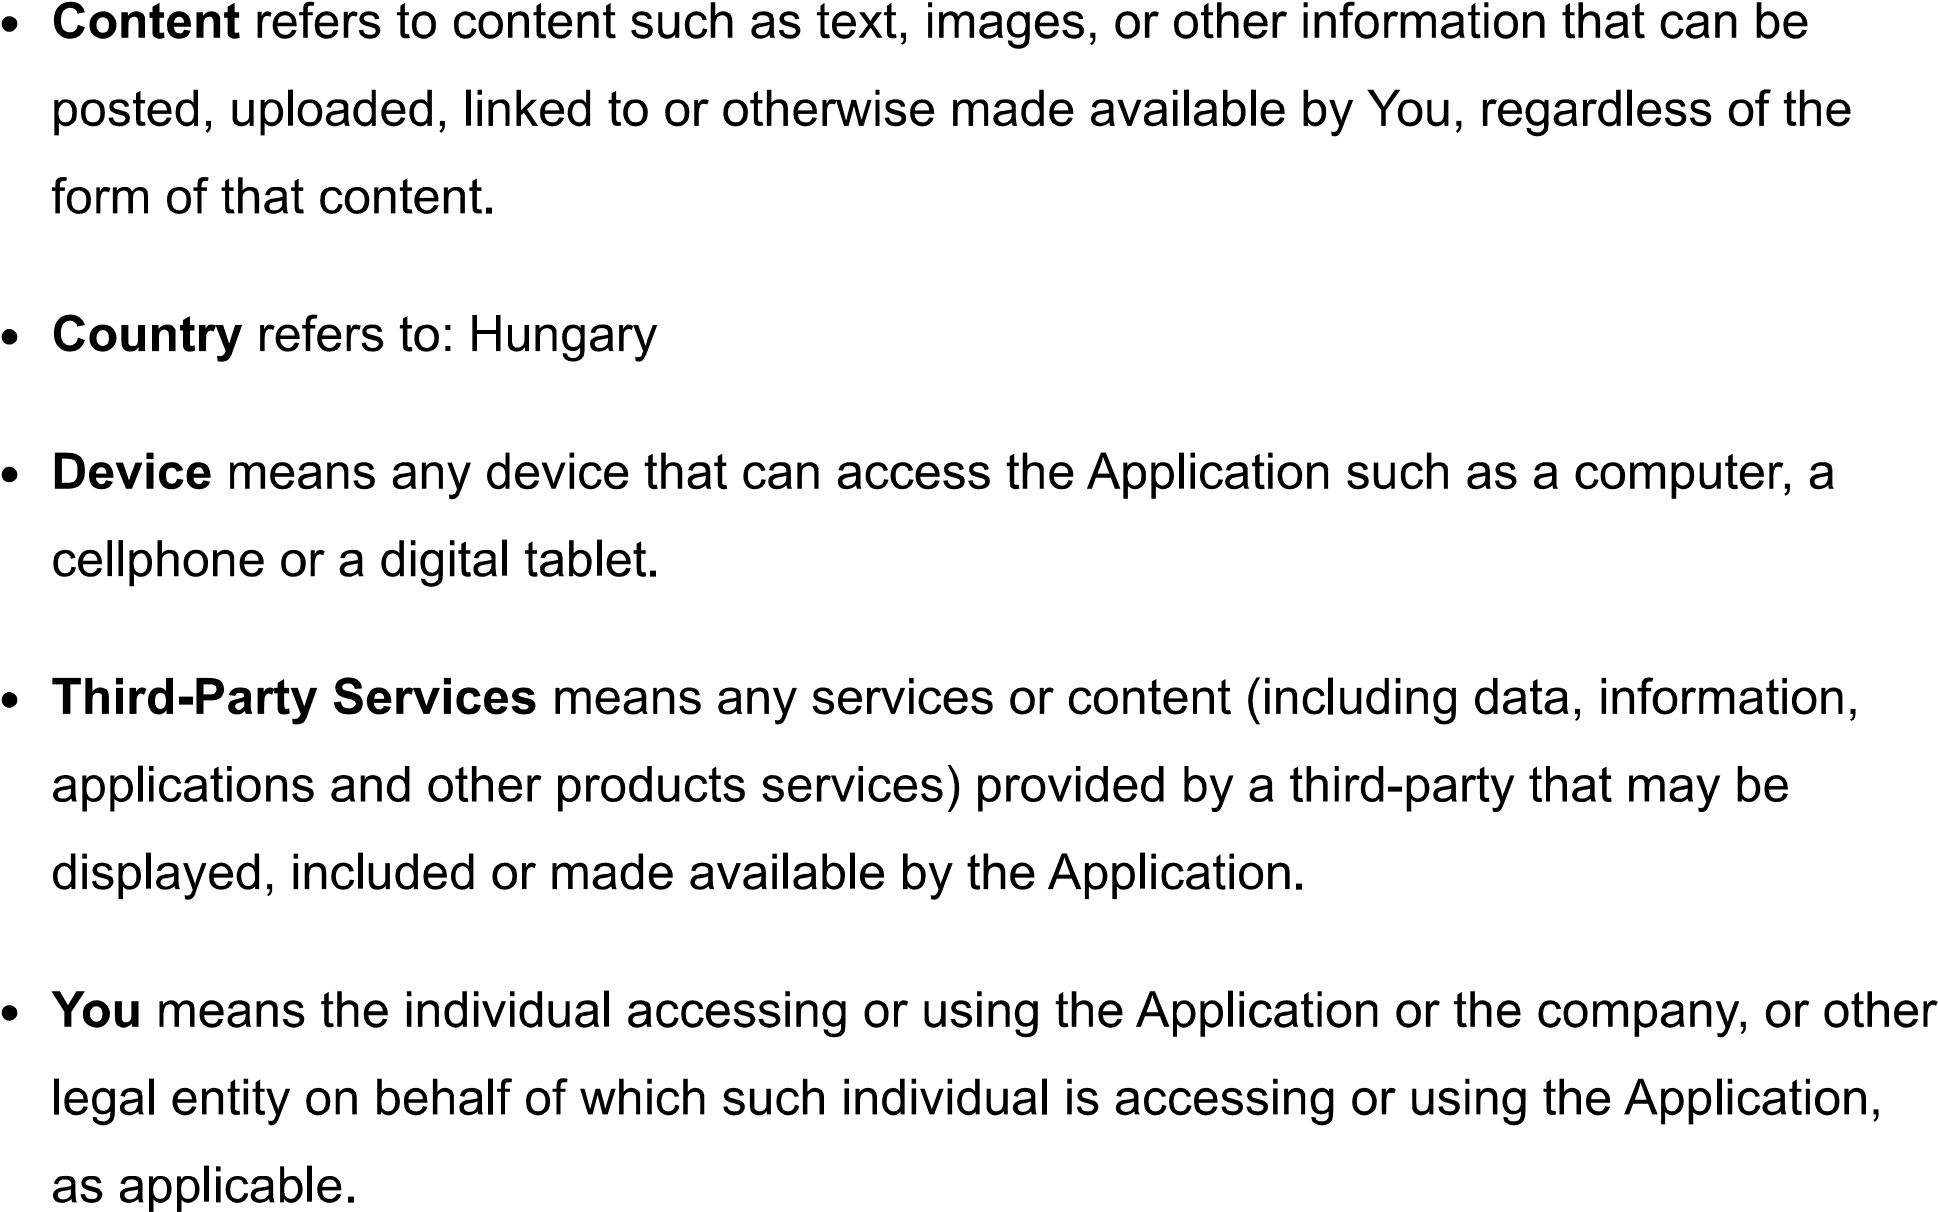 • Content refers to content such as text, images, or other information that can be
posted, uploaded, linked to or otherwise made available by You, regardless of the
form of that content.
• Country refers to: Hungary
• Device means any device that can access the Application such as a computer, a
cellphone or a digital tablet.
• Third-Party Services means any services or content (including data, information,
applications and other products services) provided by a third-party that may be
displayed, included or made available by the Application.
• You means the individual accessing or using the Application or the company, or other
legal entity on behalf of which such individual is accessing or using the Application,
as applicable.